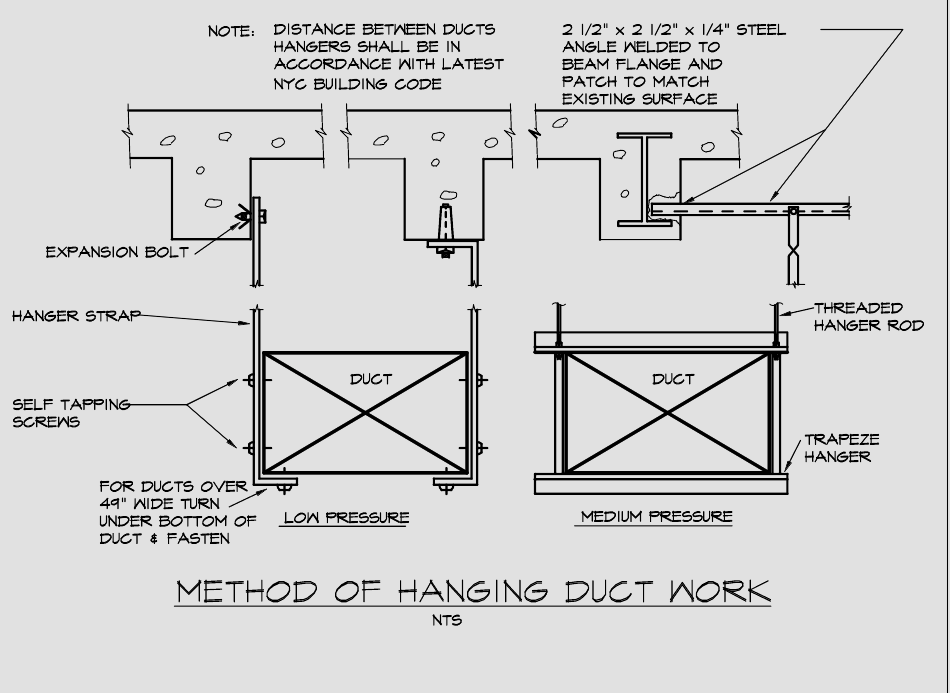 NOTE: DISTANCE BETWEEN DUCTS
HANGERS SHALL BE IN
ACCORDANCE WITH LATEST
NYC BUILDING CODE
2 1/2" x 2 1/2" x 1/4" STEEL
ANGLE WELDED TO
BEAM FLANGE AND
PATCH TO MATCH
EXISTING SURFACE
EXPANSION BOLT
HANGER STRAP
THREADED
HANGER ROD
DUCT
DUCT
SELF TAPPING
SCREWS
TRAPEZE
HANGER
FOR DUCTS OVER
49" WIDE TURN
UNDER BOTTOM OF
DUCT & FASTEN
LOW PRESSURE
MEDIUM PRESSURE
METHOD OF HANGING DUCT WORK
NTS